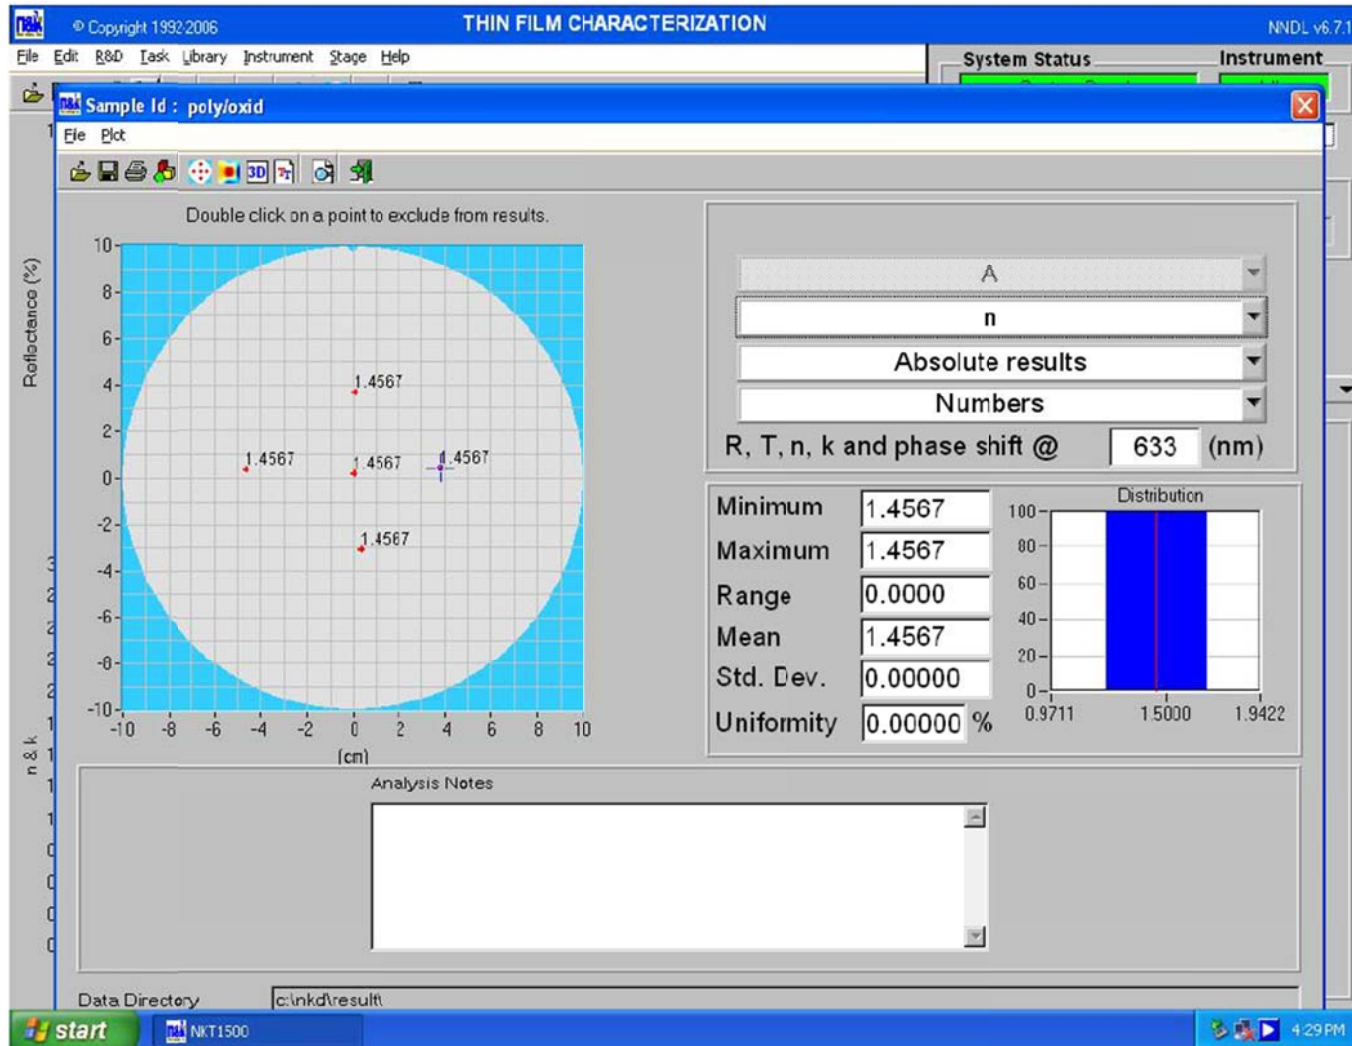 n&k © Copyright 1992-2006 THIN FILM CHARACTERIZATION NNDL v6.7.1
File Edit R&D Task Library Instrument Stage Help
System Status Instrument
n&k Sample Id : poly/oxid
File Plot
3D
Double click on a point to exclude from results.
Reflectance (%)
10
8
6
4
2
0
-2
-4
-6
-8
-10
1.4567
1.4567 1.4567 1.4567
1.4567
-10 -8 -6 -4 -2 0 2 4 6 8 10
(cm)
A
n
Absolute results
Numbers
R, T, n, k and phase shift @ 633 (nm)
Minimum 1.4567
Maximum 1.4567
Range 0.0000
Mean 1.4567
Std. Dev. 0.00000
Uniformity 0.00000 %
Distribution
100
80
60
40
20
0
0.9711 1.5000 1.9422
n & k
Analysis Notes
Data Directory c:\nkd\result\
start n&k NKT1500 4:29 PM